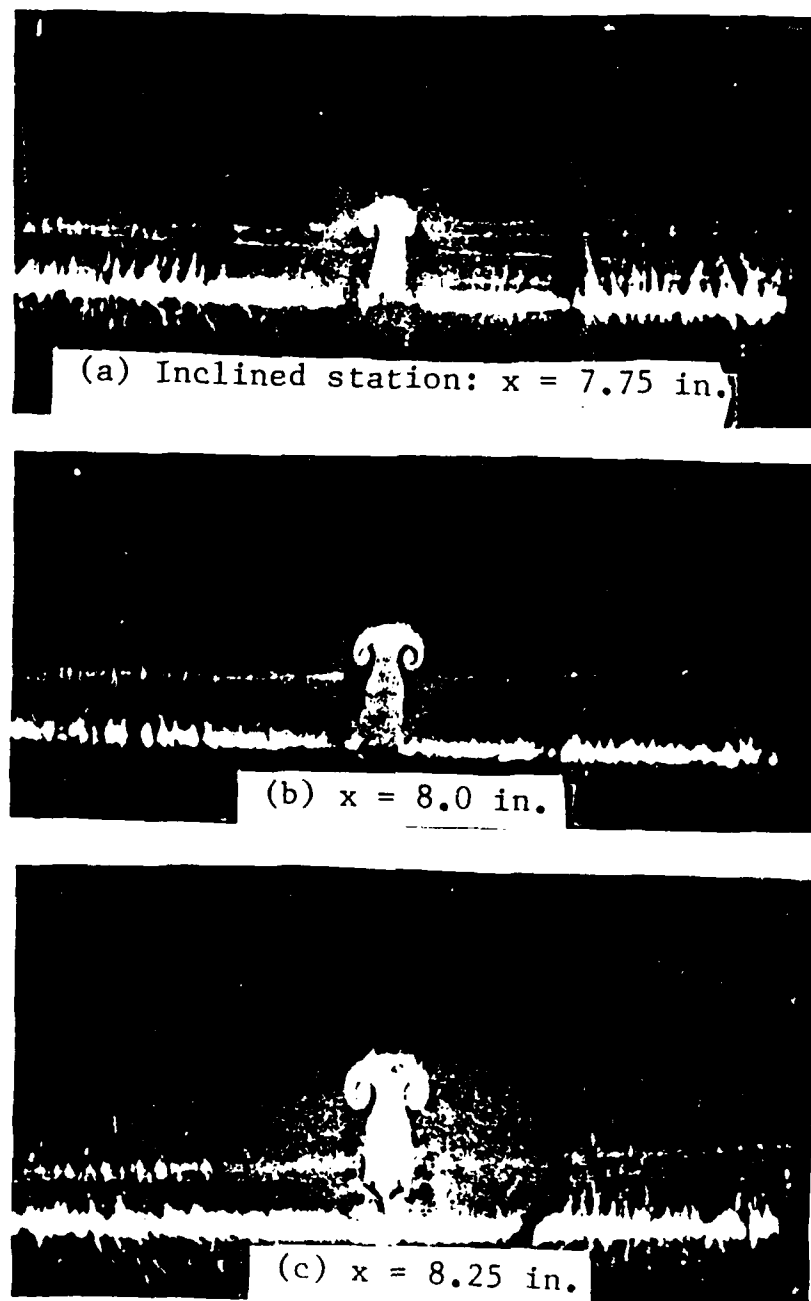 (a) Inclined station: x = 7.75 in.
(b) x = 8.0 in.
(c) x = 8.25 in.